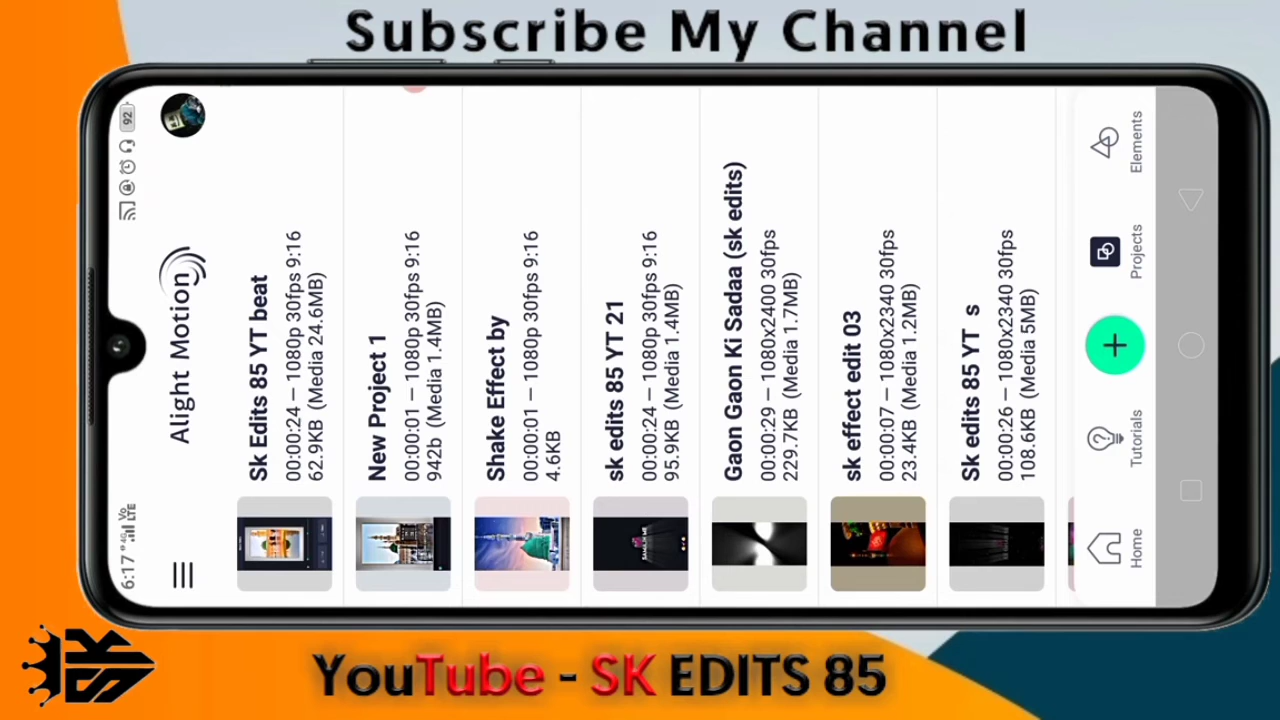 Subscribe My Channel
6:17
4G
Vo
LTE
92
Alight Motion
Sk Edits 85 YT beat
00:00:24 — 1080p 30fps 9:16
62.9KB (Media 24.6MB)
New Project 1
00:00:01 — 1080p 30fps 9:16
942b (Media 1.4MB)
Shake Effect by
00:00:01 — 1080p 30fps 9:16
4.6KB
sk edits 85 YT 21
00:00:24 — 1080p 30fps 9:16
95.9KB (Media 1.4MB)
Gaon Gaon Ki Sadaa (sk edits)
00:00:29 — 1080x2400 30fps
229.7KB (Media 1.7MB)
sk effect edit 03
00:00:07 — 1080x2340 30fps
23.4KB (Media 1.2MB)
Sk edits 85 YT s
00:00:26 — 1080x2340 30fps
108.6KB (Media 5MB)
Home
Tutorials
Projects
Elements
YouTube - SK EDITS 85